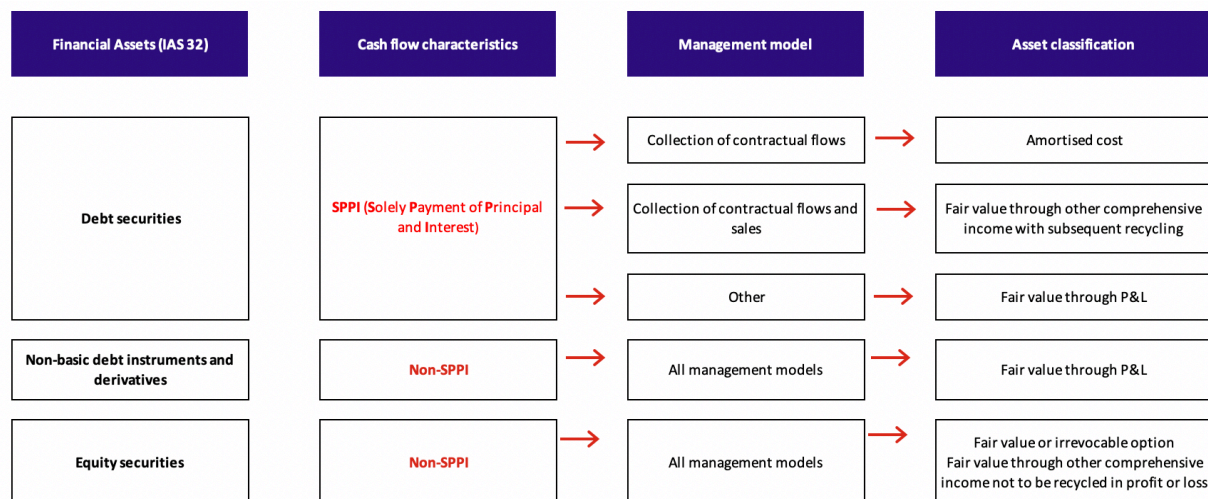 Financial Assets (IAS 32)
Cash flow characteristics
Management model
Asset classification
Debt securities
SPPI (Solely Payment of Principal
and Interest)
Collection of contractual flows
Amortised cost
Collection of contractual flows and
sales
Fair value through other comprehensive
income with subsequent recycling
Other
Fair value through P&L
Non-basic debt instruments and
derivatives
Non-SPPI
All management models
Fair value through P&L
Equity securities
Non-SPPI
All management models
Fair value or irrevocable option
Fair value through other comprehensive
income not to be recycled in profit or loss